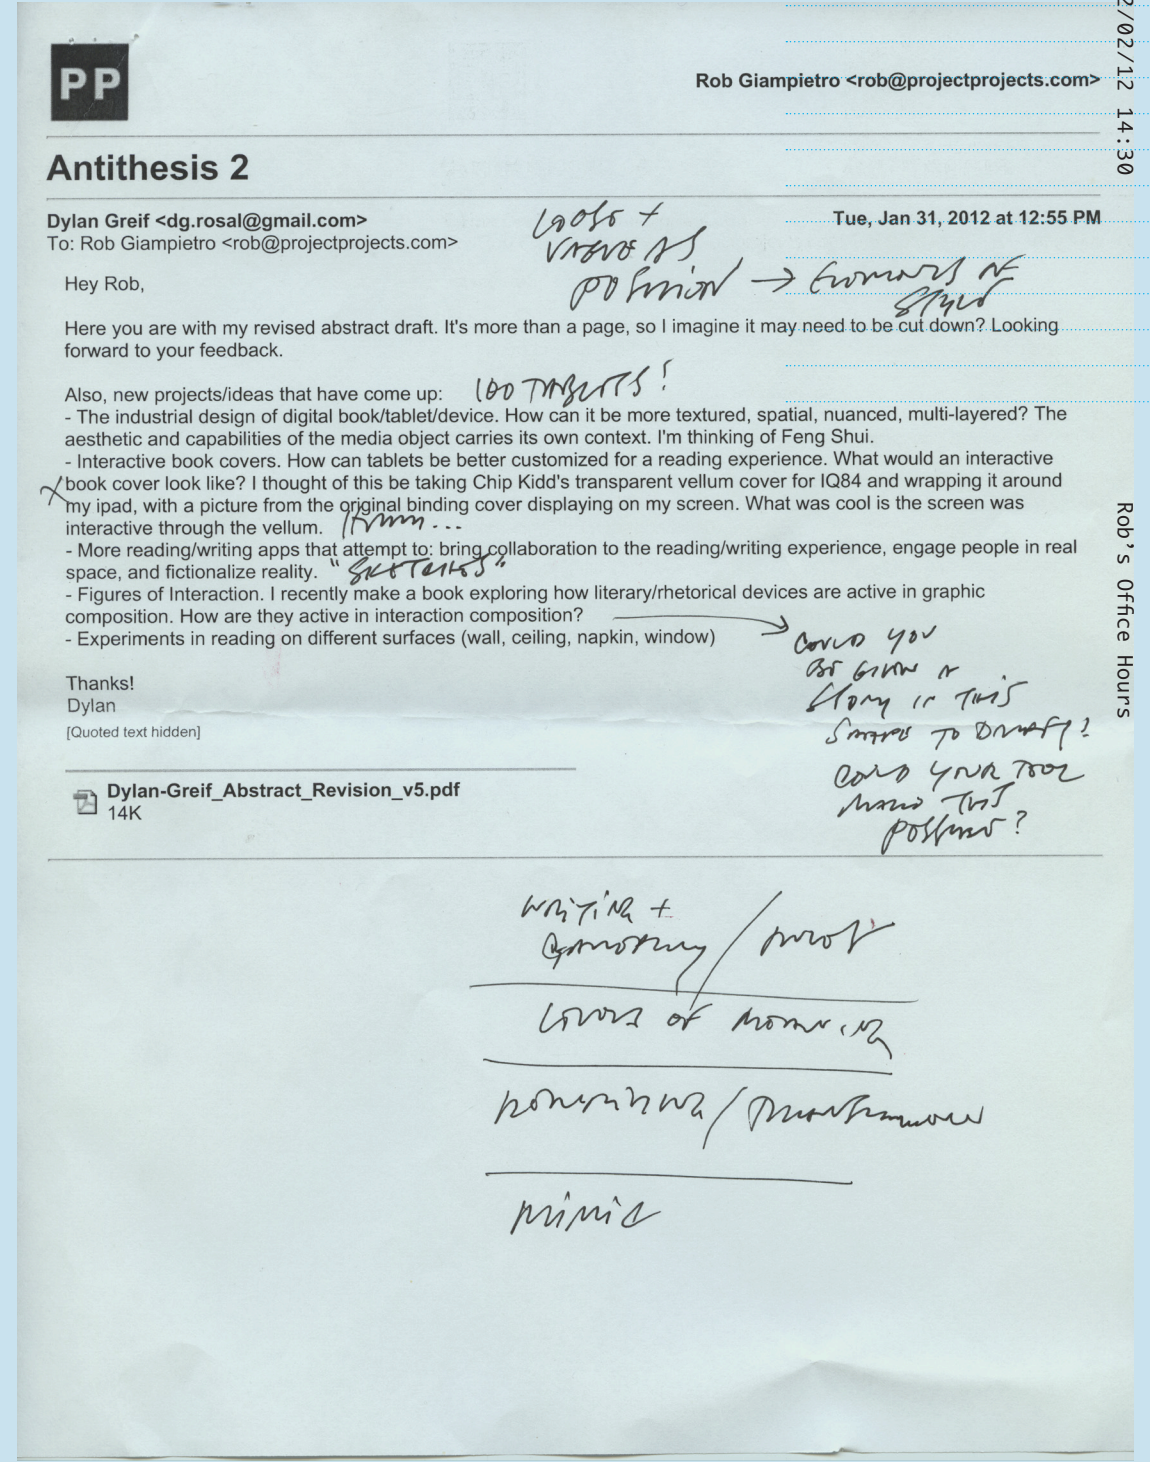 2/02/12 14:30
PP
Rob Giampietro <rob@projectprojects.com>
Antithesis 2
Dylan Greif <dg.rosal@gmail.com>
Tue, Jan 31, 2012 at 12:55 PM
To: Rob Giampietro <rob@projectprojects.com>
LOOSE +
VAGUE AS
POSITION → ELEMENTS OF
STYLE
Hey Rob,
Here you are with my revised abstract draft. It's more than a page, so I imagine it may need to be cut down? Looking
forward to your feedback.
Also, new projects/ideas that have come up:
100 TABLETS!
- The industrial design of digital book/tablet/device. How can it be more textured, spatial, nuanced, multi-layered? The
aesthetic and capabilities of the media object carries its own context. I'm thinking of Feng Shui.
- Interactive book covers. How can tablets be better customized for a reading experience. What would an interactive
book cover look like? I thought of this be taking Chip Kidd's transparent vellum cover for IQ84 and wrapping it around
my ipad, with a picture from the original binding cover displaying on my screen. What was cool is the screen was
interactive through the vellum.
- More reading/writing apps that attempt to: bring collaboration to the reading/writing experience, engage people in real
space, and fictionalize reality.
"SKETCHES"
- Figures of Interaction. I recently make a book exploring how literary/rhetorical devices are active in graphic
composition. How are they active in interaction composition?
- Experiments in reading on different surfaces (wall, ceiling, napkin, window)
COULD YOU
BE GIVEN A
STORY IN THIS
SHAPE TO DRAFT?
COULD YOUR TOOL
MAKE THIS
POSSIBLE?
Rob's Office Hours
Thanks!
Dylan
[Quoted text hidden]
Dylan-Greif_Abstract_Revision_v5.pdf
14K
WRITING +
LEVELS OF MEANING
MIMIC